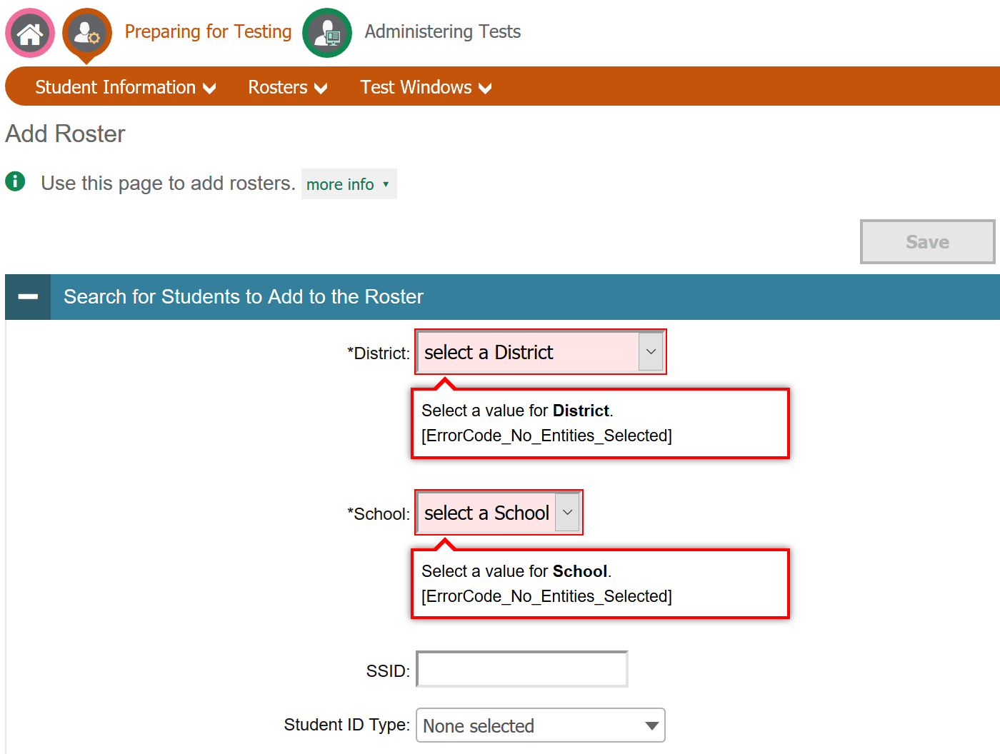 Preparing for Testing
Administering Tests
Student Information
Rosters
Test Windows
Add Roster
Use this page to add rosters. more info
Save
Search for Students to Add to the Roster
*District: select a District
Select a value for District.
[ErrorCode_No_Entities_Selected]
*School: select a School
Select a value for School.
[ErrorCode_No_Entities_Selected]
SSID:
Student ID Type: None selected